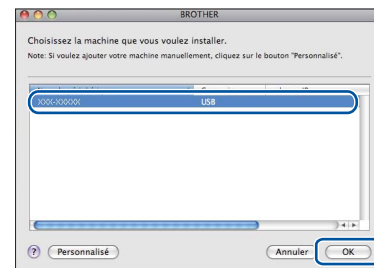 BROTHER
Choisissez la machine que vous voulez installer.
Note: Si voulez ajouter votre machine manuellement, cliquez sur le bouton "Personnalisé".
XXX-XXXXX USB
? Personnalisé Annuler OK